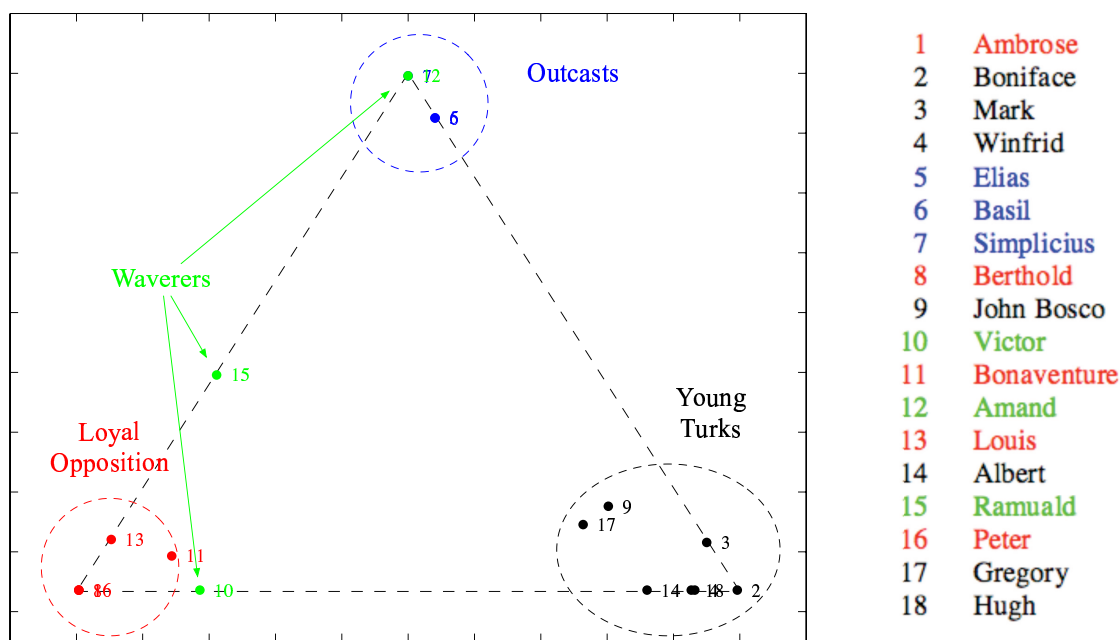 Outcasts
Waverers
15
Young
Turks
Loyal
Opposition
9
17
13
3
11
10
14
2
1 Ambrose
2 Boniface
3 Mark
4 Winfrid
5 Elias
6 Basil
7 Simplicius
8 Berthold
9 John Bosco
10 Victor
11 Bonaventure
12 Amand
13 Louis
14 Albert
15 Ramuald
16 Peter
17 Gregory
18 Hugh